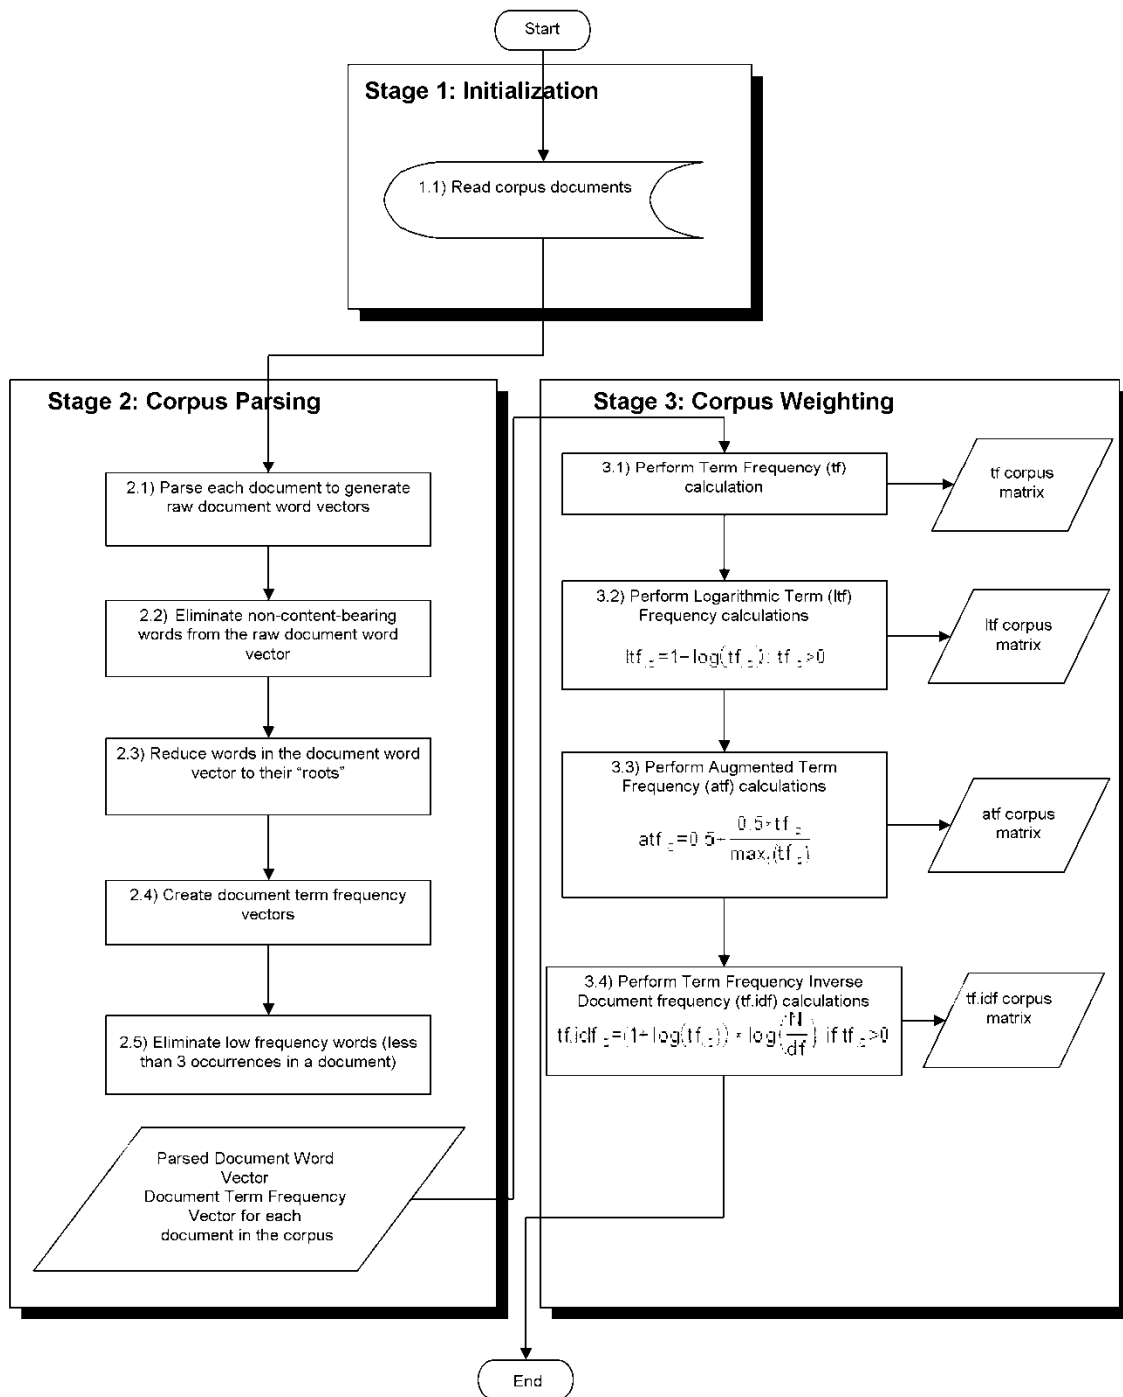 Start
Stage 1: Initialization
1.1) Read corpus documents
Stage 2: Corpus Parsing
2.1) Parse each document to generate
raw document word vectors
2.2) Eliminate non-content-bearing
words from the raw document word
vector
2.3) Reduce words in the document word
vector to their “roots”
2.4) Create document term frequency
vectors
2.5) Eliminate low frequency words (less
than 3 occurrences in a document)
Parsed Document Word
Vector
Document Term Frequency
Vector for each
document in the corpus
Stage 3: Corpus Weighting
3.1) Perform Term Frequency (tf)
calculation
tf corpus
matrix
3.2) Perform Logarithmic Term (ltf)
Frequency calculations
ltf corpus
matrix
3.3) Perform Augmented Term
Frequency (atf) calculations
atf corpus
matrix
3.4) Perform Term Frequency Inverse
Document frequency (tf.idf) calculations
tf.idf corpus
matrix
End